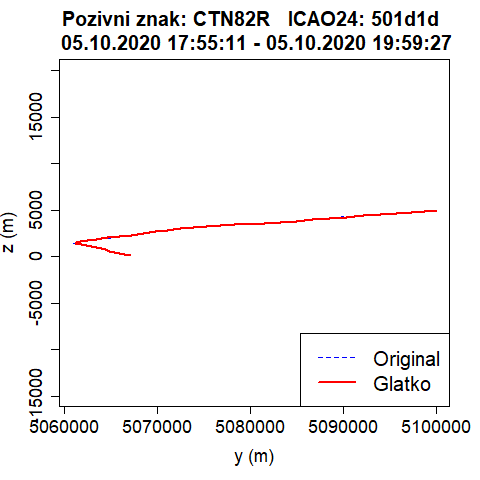 Pozivni znak: CTN82R   ICAO24: 501d1d
05.10.2020 17:55:11 - 05.10.2020 19:59:27
z (m)
15000
5000
0
-5000
-15000
Original
Glatko
5060000 5070000 5080000 5090000 5100000
y (m)